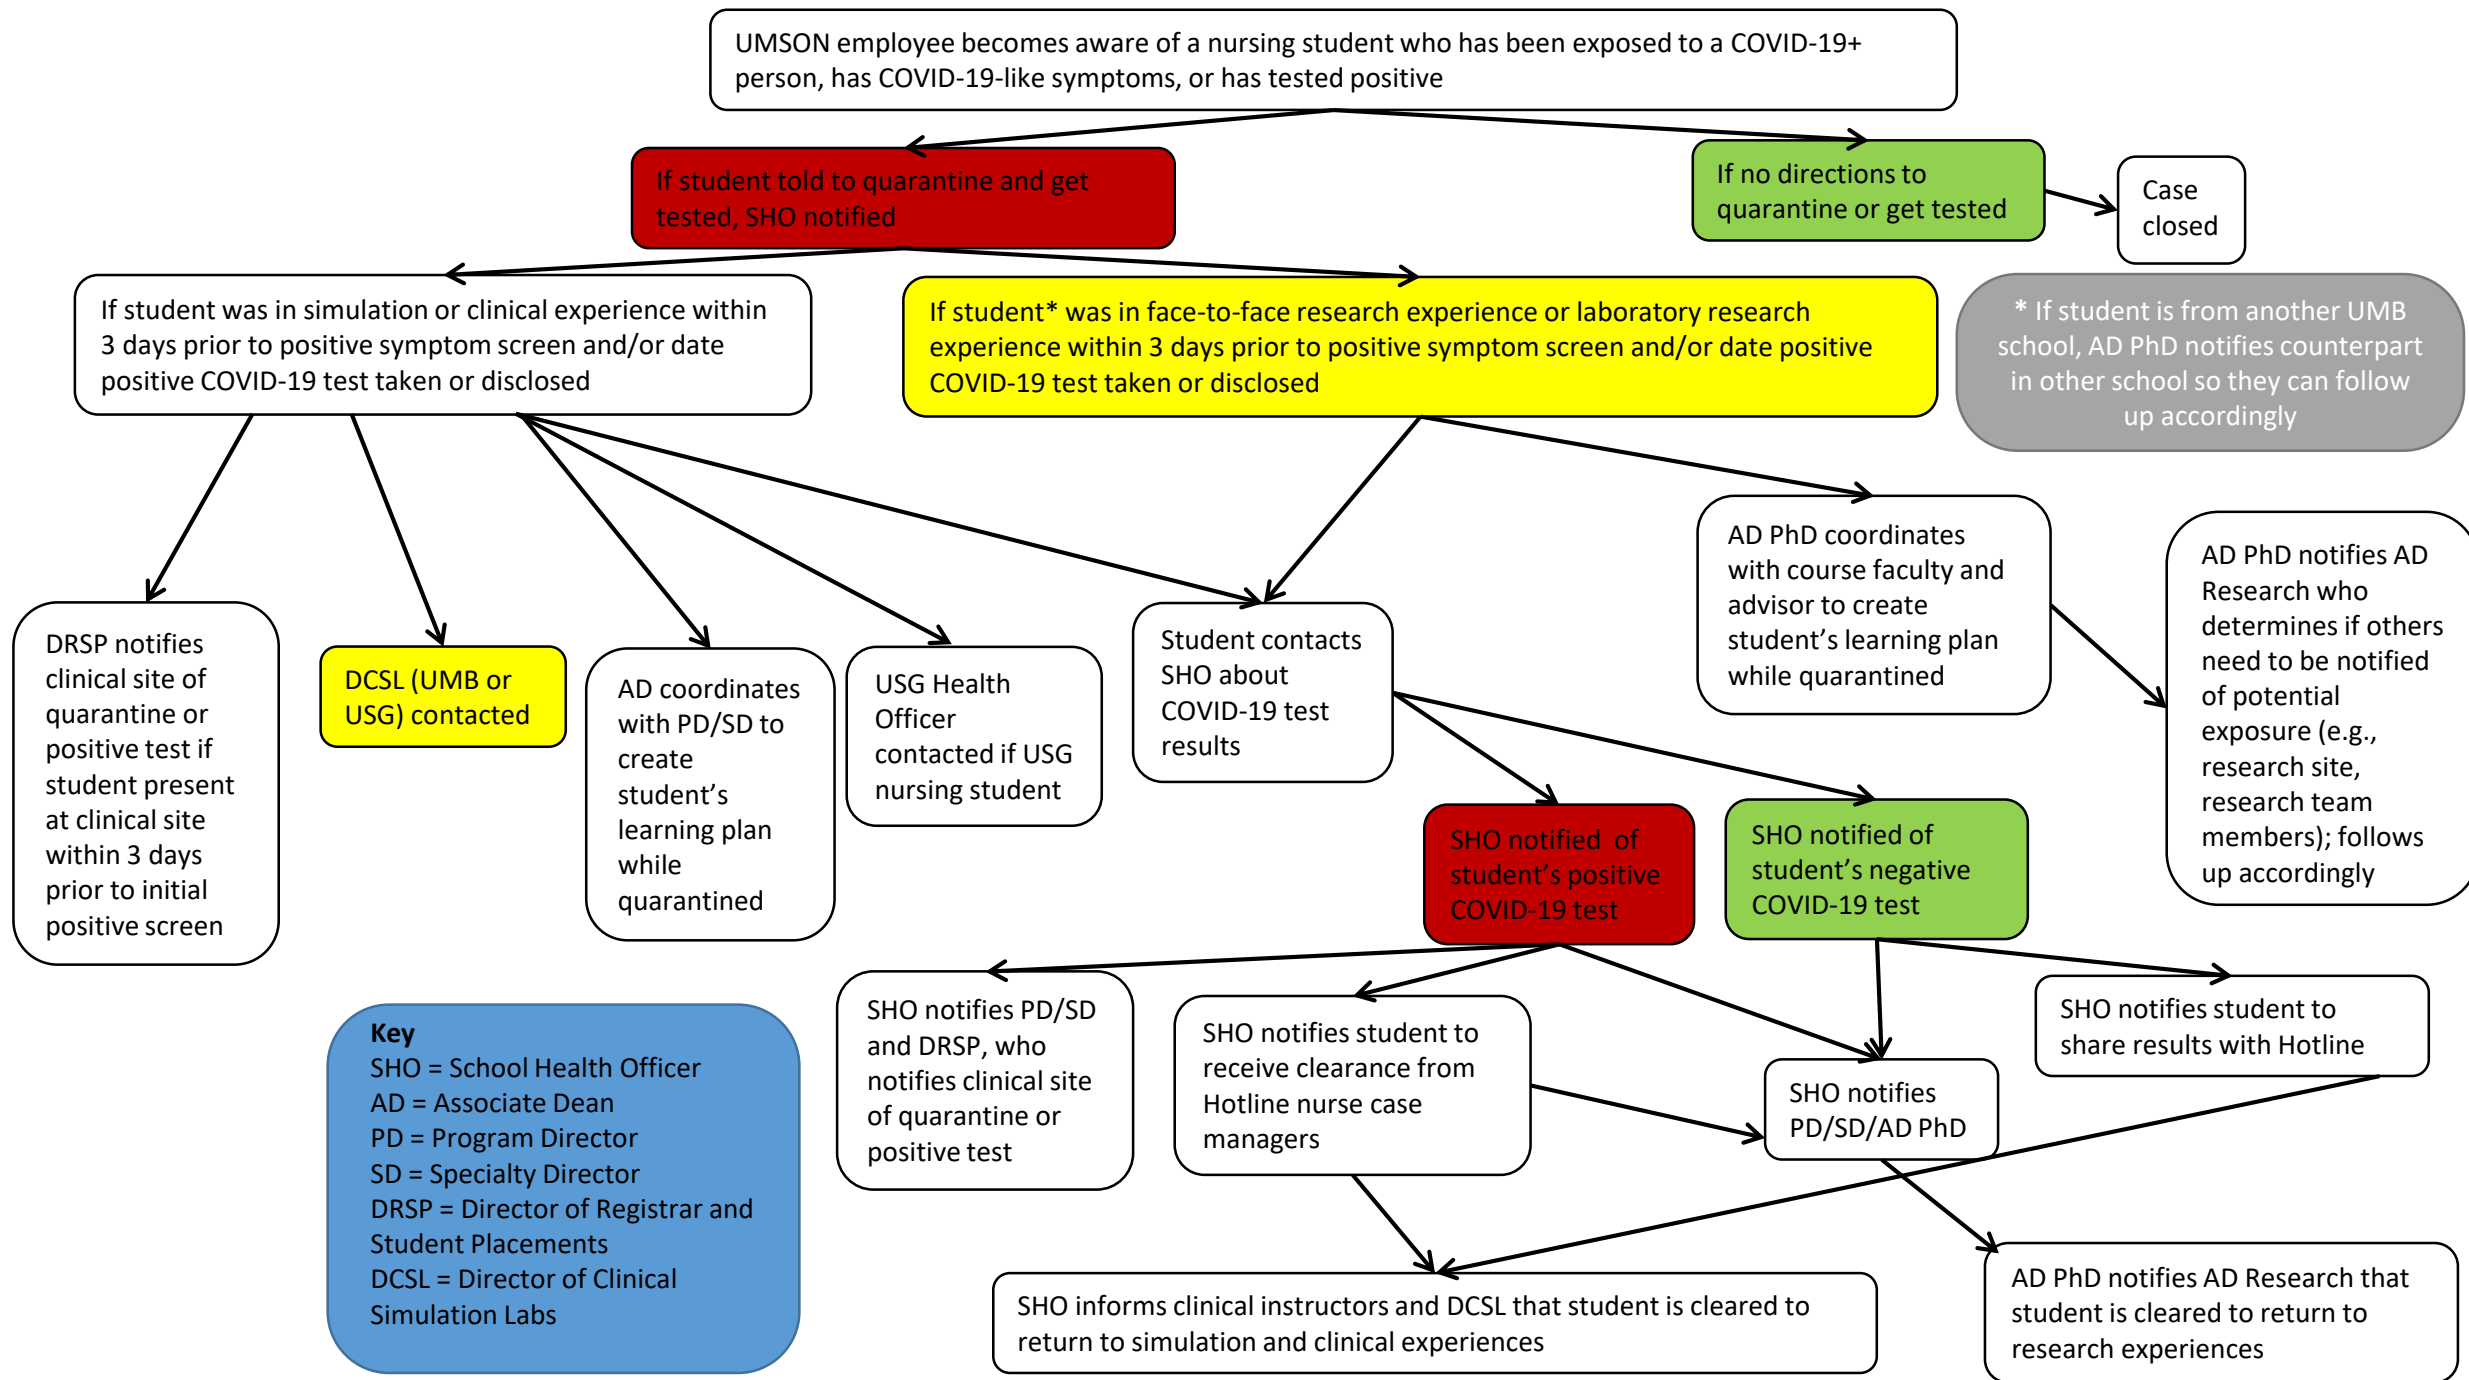 UMSON employee becomes aware of a nursing student who has been exposed to a COVID-19+
person, has COVID-19-like symptoms, or has tested positive
If student told to quarantine and get
tested, SHO notified
If no directions to
quarantine or get tested
Case
closed
If student was in simulation or clinical experience within
3 days prior to positive symptom screen and/or date
positive COVID-19 test taken or disclosed
If student* was in face-to-face research experience or laboratory research
experience within 3 days prior to positive symptom screen and/or date positive
COVID-19 test taken or disclosed
* If student is from another UMB
school, AD PhD notifies counterpart
in other school so they can follow
up accordingly
DRSP notifies
clinical site of
quarantine or
positive test if
student present
at clinical site
within 3 days
prior to initial
positive screen
DCSL (UMB or
USG) contacted
AD coordinates
with PD/SD to
create
student’s
learning plan
while
quarantined
USG Health
Officer
contacted if USG
nursing student
Student contacts
SHO about
COVID-19 test
results
AD PhD coordinates
with course faculty and
advisor to create
student’s learning plan
while quarantined
AD PhD notifies AD
Research who
determines if others
need to be notified
of potential
exposure (e.g.,
research site,
research team
members); follows
up accordingly
SHO notified  of
student’s positive
COVID-19 test
SHO notified of
student’s negative
COVID-19 test
SHO notifies PD/SD
and DRSP, who
notifies clinical site
of quarantine or
positive test
SHO notifies student to
receive clearance from
Hotline nurse case
managers
SHO notifies
PD/SD/AD PhD
SHO notifies student to
share results with Hotline
Key
SHO = School Health Officer
AD = Associate Dean
PD = Program Director
SD = Specialty Director
DRSP = Director of Registrar and
Student Placements
DCSL = Director of Clinical
Simulation Labs
SHO informs clinical instructors and DCSL that student is cleared to
return to simulation and clinical experiences
AD PhD notifies AD Research that
student is cleared to return to
research experiences